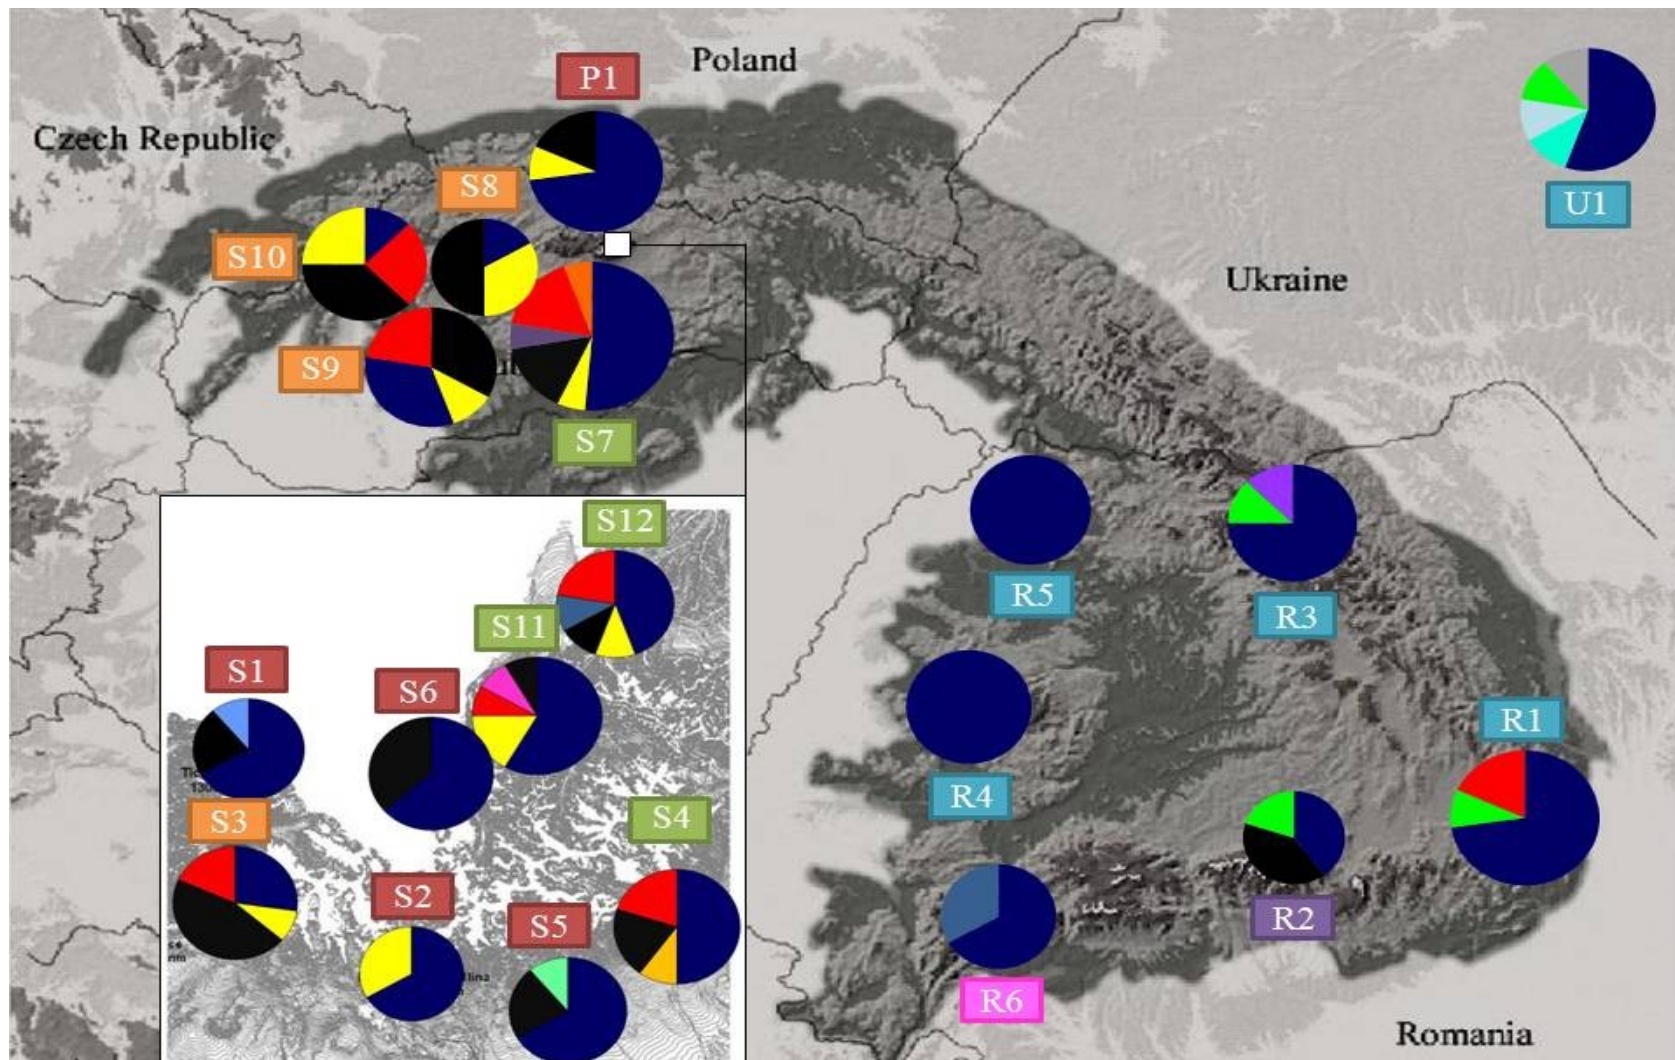 Poland
P1
Czech Republic
S8
U1
S10
Ukraine
S9
S7
S12
R5
S11
R3
S1
S6
R4
R1
S3
S4
S2
S5
R2
R6
Romania